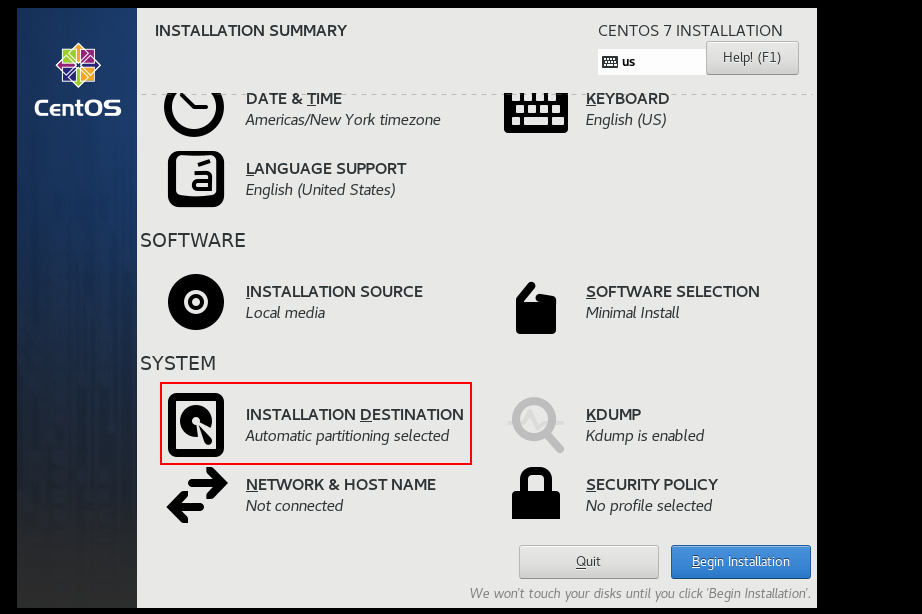 INSTALLATION SUMMARY
CENTOS 7 INSTALLATION
us
Help! (F1)
CentOS
DATE & TIME
Americas/New York timezone
KEYBOARD
English (US)
á
LANGUAGE SUPPORT
English (United States)
SOFTWARE
INSTALLATION SOURCE
Local media
SOFTWARE SELECTION
Minimal Install
SYSTEM
INSTALLATION DESTINATION
Automatic partitioning selected
KDUMP
Kdump is enabled
NETWORK & HOST NAME
Not connected
SECURITY POLICY
No profile selected
Quit
Begin Installation
We won't touch your disks until you click 'Begin Installation'.